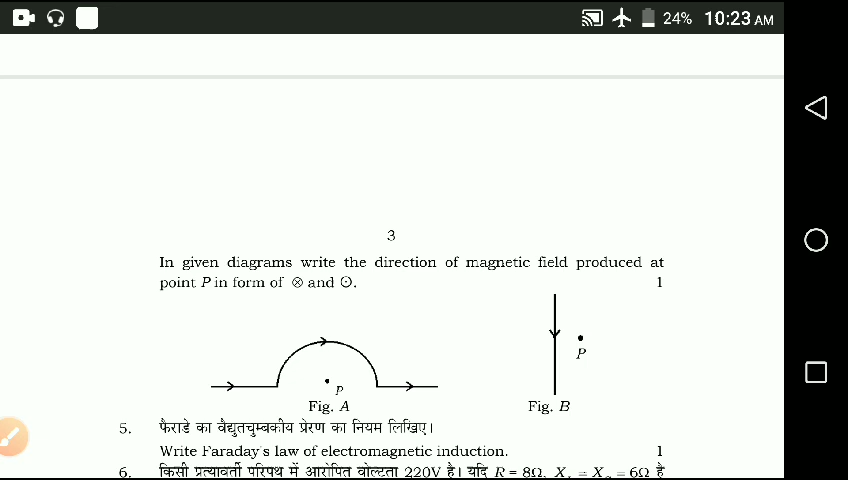 24% 10:23 AM
3
In given diagrams write the direction of magnetic field produced at
point P in form of ⊗ and ⊙. 1
P
P
Fig. A
Fig. B
5. फैराडे का वैद्युतचुम्बकीय प्रेरण का नियम लिखिए।
Write Faraday's law of electromagnetic induction. 1
6. किसी प्रत्यावर्ती परिपथ में आरोपित वोल्टता 220V है। यदि R = 8Ω, = 6Ω है